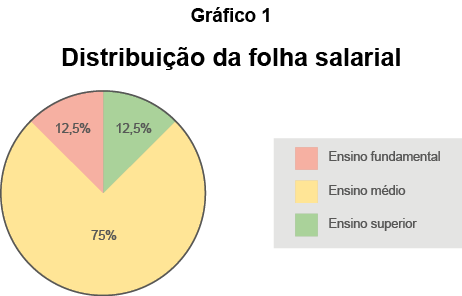 Gráfico 1
Distribuição da folha salarial
12,5%
12,5%
75%
Ensino fundamental
Ensino médio
Ensino superior